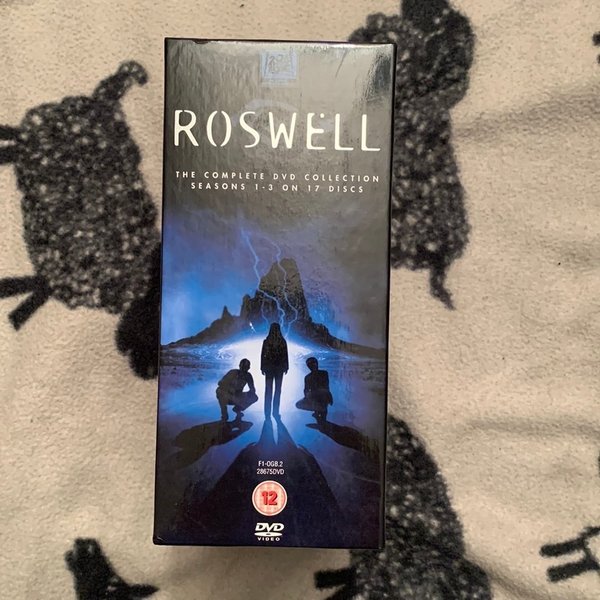 ROSWELL
THE COMPLETE DVD COLLECTION
SEASONS 1-3 ON 17 DISCS
F1-OGB.2
28675DVD
12
DVD
VIDEO